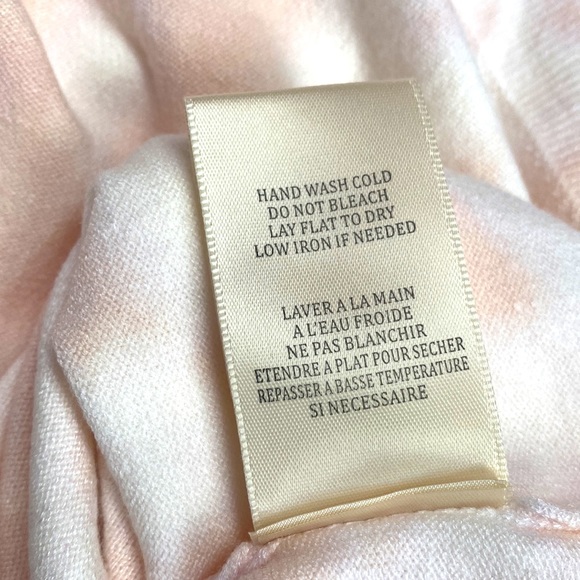 HAND WASH COLD
DO NOT BLEACH
LAY FLAT TO DRY
LOW IRON IF NEEDED
LAVER A LA MAIN
A L'EAU FROIDE
NE PAS BLANCHIR
ETENDRE A PLAT POUR SECHER
REPASSER A BASSE TEMPERATURE
SI NECESSAIRE